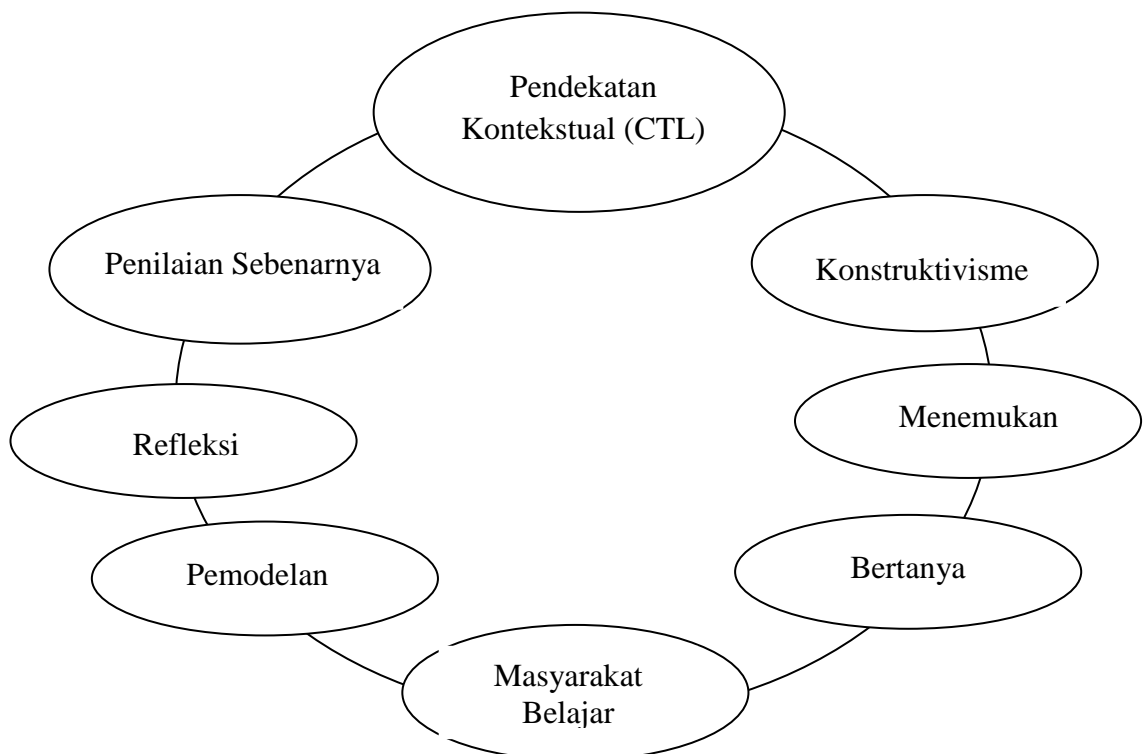 Pendekatan
Kontekstual (CTL)
Penilaian Sebenarnya
Konstruktivisme
Menemukan
Refleksi
Bertanya
Pemodelan
Masyarakat
Belajar